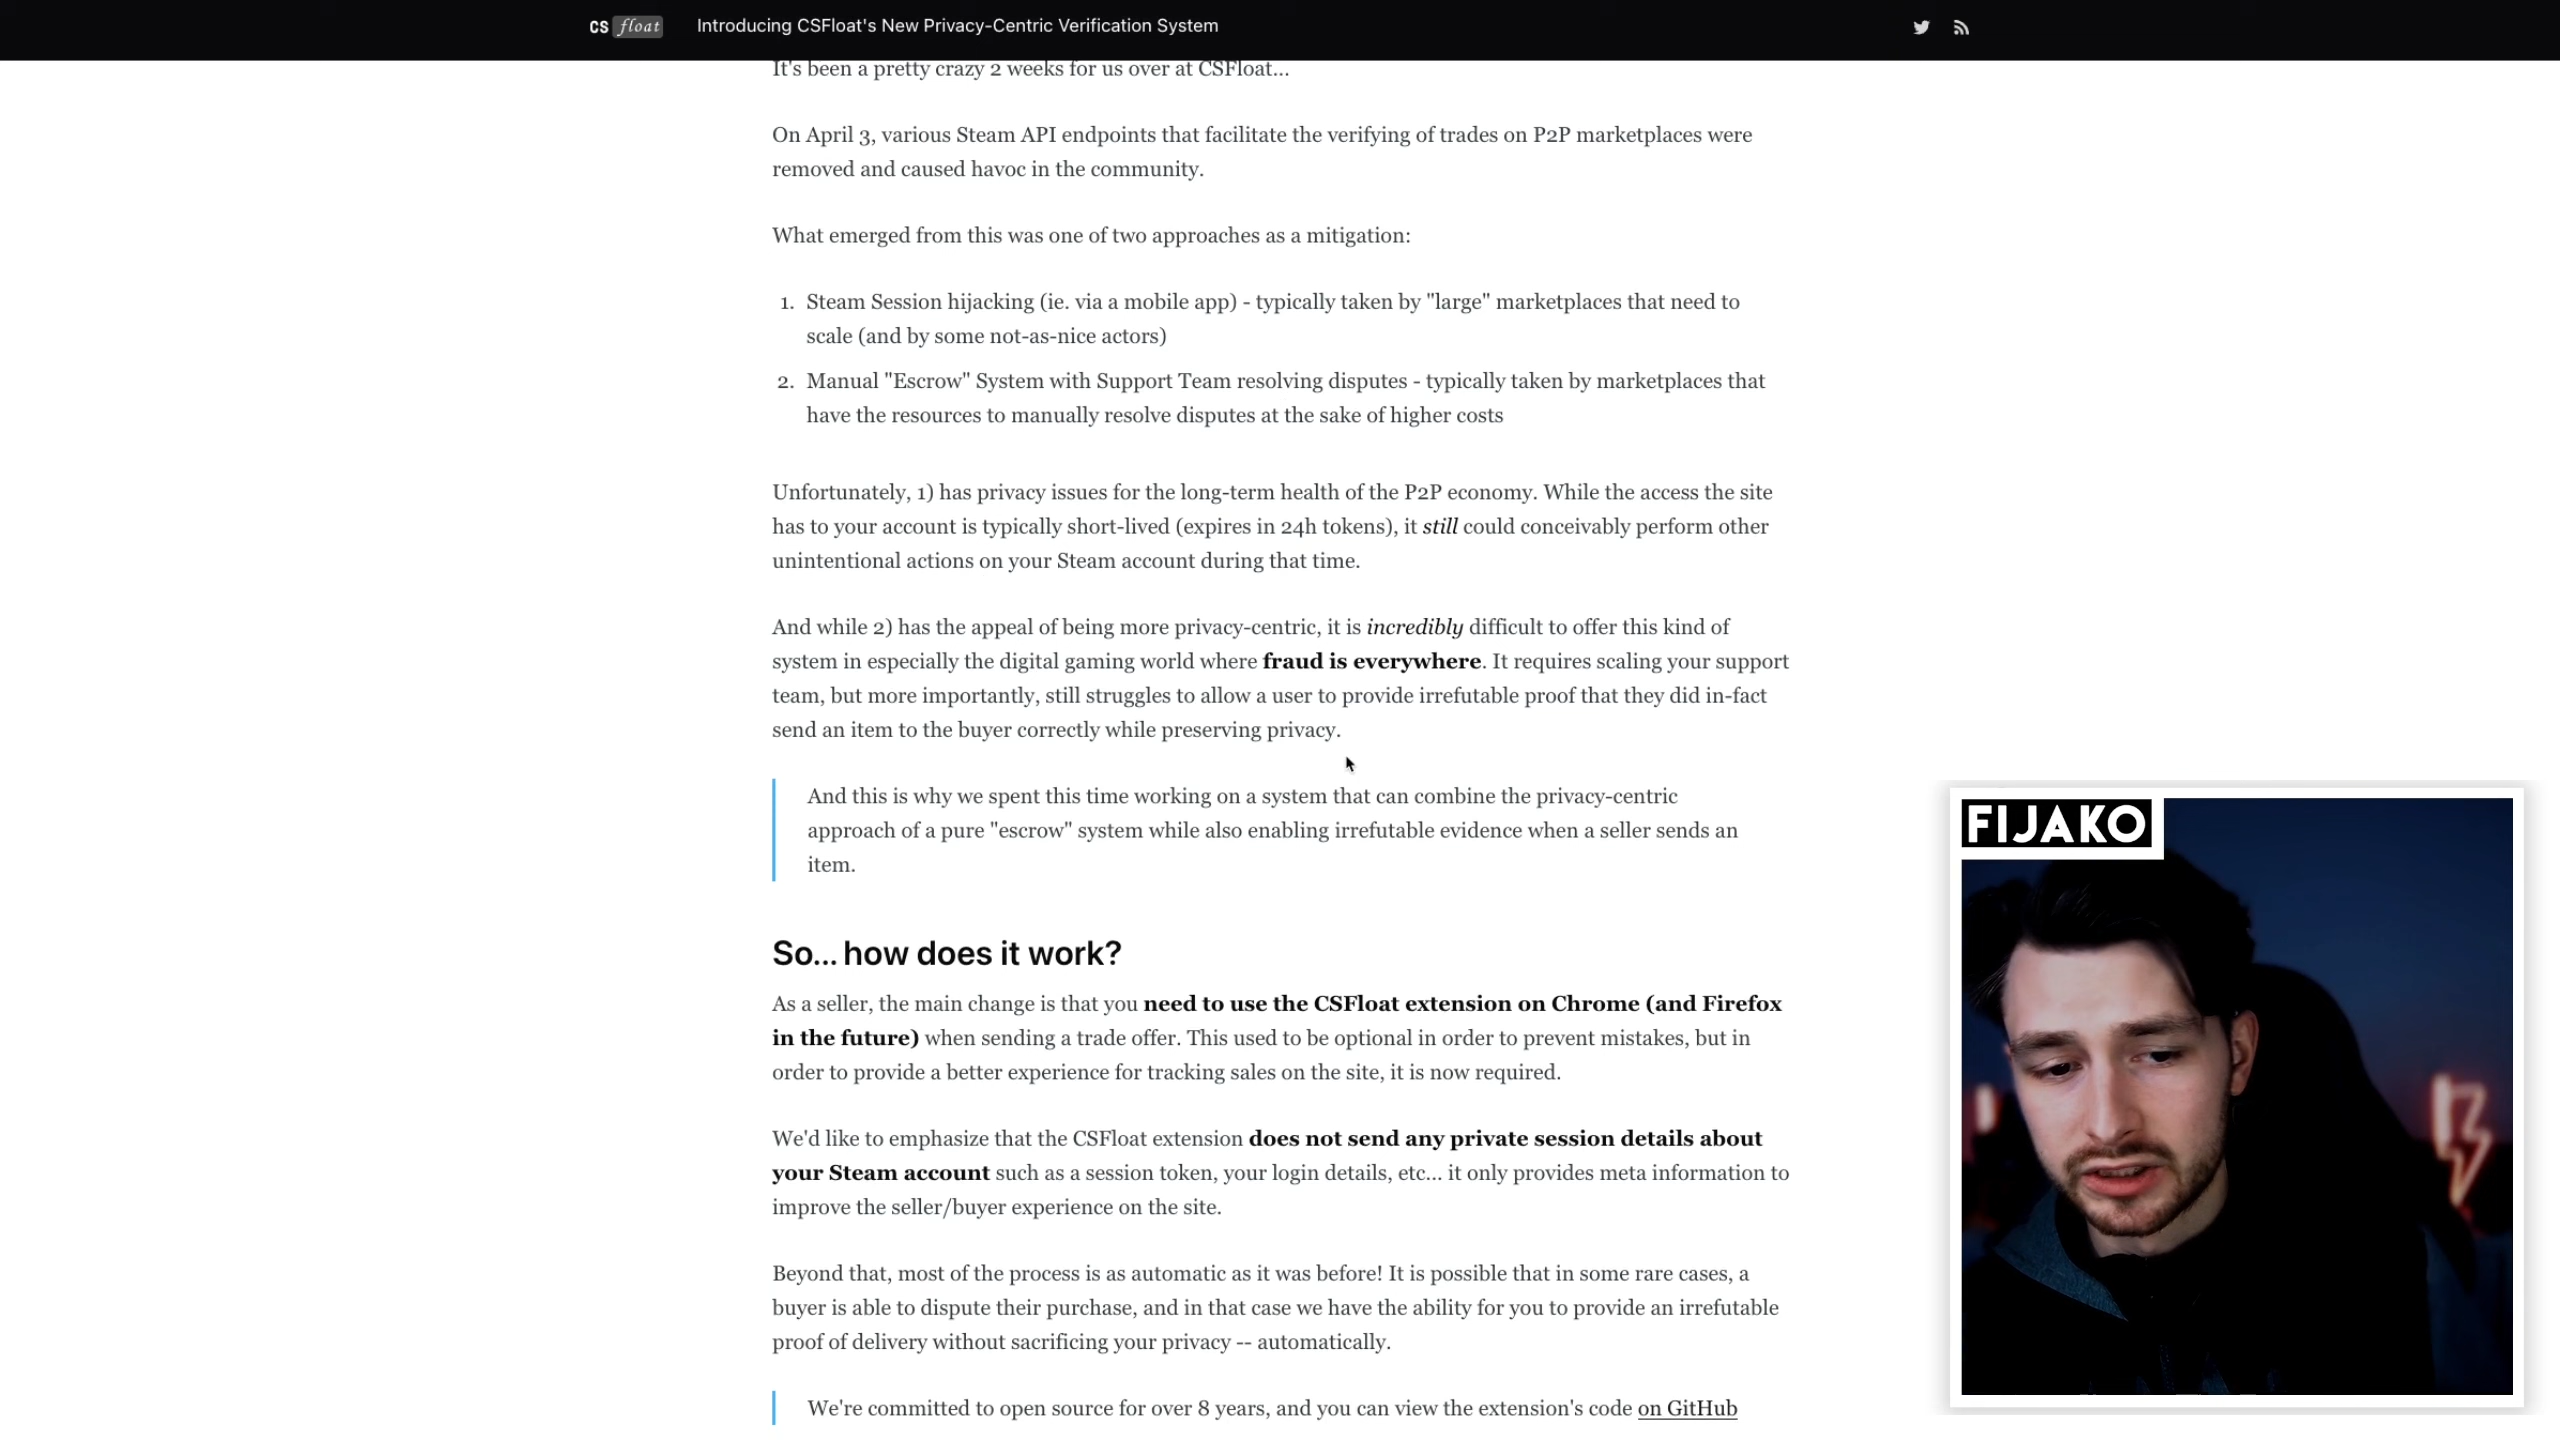 CS float
Introducing CSFloat's New Privacy-Centric Verification System
It's been a pretty crazy 2 weeks for us over at CSFloat...
On April 3, various Steam API endpoints that facilitate the verifying of trades on P2P marketplaces were
removed and caused havoc in the community.
What emerged from this was one of two approaches as a mitigation:
1. Steam Session hijacking (ie. via a mobile app) - typically taken by "large" marketplaces that need to
scale (and by some not-as-nice actors)
2. Manual "Escrow" System with Support Team resolving disputes - typically taken by marketplaces that
have the resources to manually resolve disputes at the sake of higher costs
Unfortunately, 1) has privacy issues for the long-term health of the P2P economy. While the access the site
has to your account is typically short-lived (expires in 24h tokens), it still could conceivably perform other
unintentional actions on your Steam account during that time.
And while 2) has the appeal of being more privacy-centric, it is incredibly difficult to offer this kind of
system in especially the digital gaming world where fraud is everywhere. It requires scaling your support
team, but more importantly, still struggles to allow a user to provide irrefutable proof that they did in-fact
send an item to the buyer correctly while preserving privacy.
And this is why we spent this time working on a system that can combine the privacy-centric
approach of a pure "escrow" system while also enabling irrefutable evidence when a seller sends an
item.
So... how does it work?
As a seller, the main change is that you need to use the CSFloat extension on Chrome (and Firefox
in the future) when sending a trade offer. This used to be optional in order to prevent mistakes, but in
order to provide a better experience for tracking sales on the site, it is now required.
We'd like to emphasize that the CSFloat extension does not send any private session details about
your Steam account such as a session token, your login details, etc... it only provides meta information to
improve the seller/buyer experience on the site.
Beyond that, most of the process is as automatic as it was before! It is possible that in some rare cases, a
buyer is able to dispute their purchase, and in that case we have the ability for you to provide an irrefutable
proof of delivery without sacrificing your privacy -- automatically.
We're committed to open source for over 8 years, and you can view the extension's code on GitHub
FIJAKO